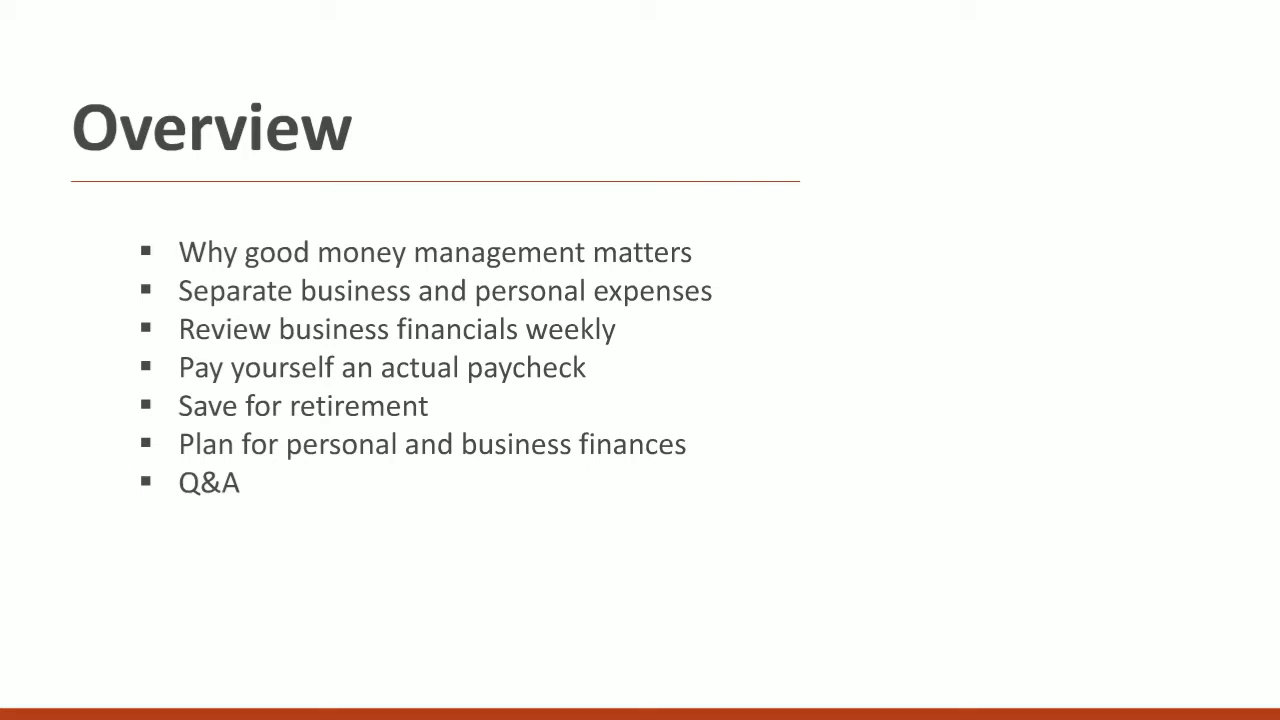 Overview
▪ Why good money management matters
▪ Separate business and personal expenses
▪ Review business financials weekly
▪ Pay yourself an actual paycheck
▪ Save for retirement
▪ Plan for personal and business finances
▪ Q&A